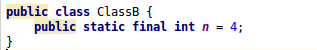 public class ClassB {
    public static final int n = 4;
}